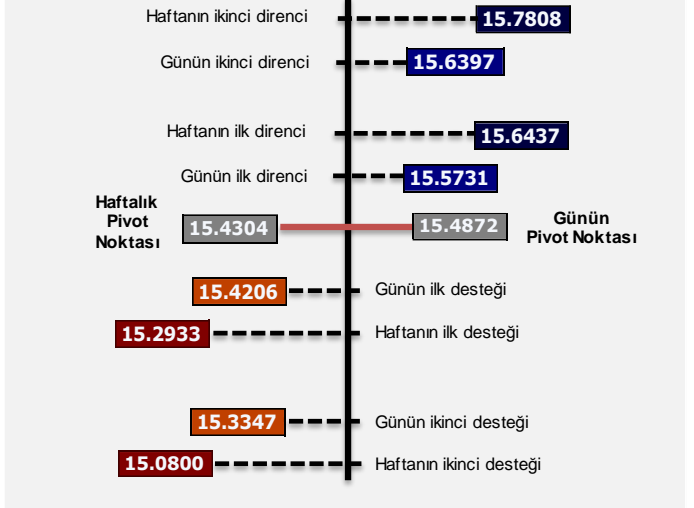 Haftanın ikinci direnci 15.7808
Günün ikinci direnci 15.6397
Haftanın ilk direnci 15.6437
Günün ilk direnci 15.5731
Haftalık
Pivot
Noktası
15.4304 15.4872
Günün
Pivot Noktası
15.4206 Günün ilk desteği
15.2933 Haftanın ilk desteği
15.3347 Günün ikinci desteği
15.0800 Haftanın ikinci desteği